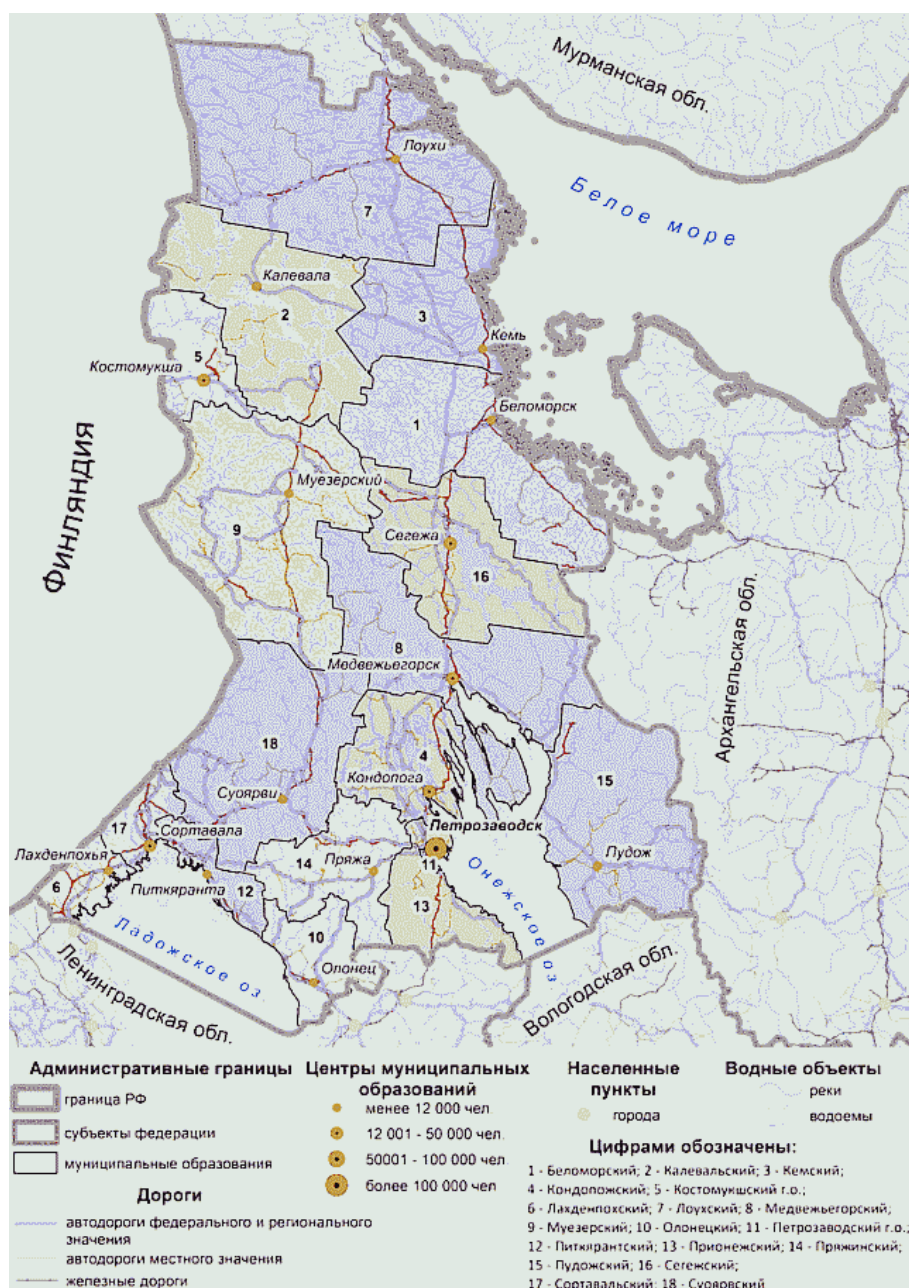 Мурманская обл.
Лоухи
Белое море
7
Калевала
2
3
Кемь
5
Костомукша
1
Беломорск
Финляндия
Муезерский
9
Сегежа
16
Архангельская обл.
8
Медвежьегорск
18
4
15
Кондопога
Суоярви
17
Сортавала
Петрозаводск
Лахденпохья
14
Пряжа
11
Пудож
6
Питкяранта
12
13
Онежское оз.
10
Ладожское оз.
Олонец
Ленинградская обл.
Вологодская обл.
Административные границы
граница РФ
субъекты федерации
муниципальные образования
Дороги
автодороги федерального и регионального
значения
автодороги местного значения
железные дороги
Центры муниципальных
образований
менее 12 000 чел.
12 001 - 50 000 чел.
50001 - 100 000 чел.
более 100 000 чел
Населенные
пункты
города
Водные объекты
реки
водоемы
Цифрами обозначены:
1 - Беломорский; 2 - Калевальский; 3 - Кемский;
4 - Кондопожский; 5 - Костомукшский г.о.;
6 - Лахденпохский; 7 - Лоухский; 8 - Медвежьегорский;
9 - Муезерский; 10 - Олонецкий; 11 - Петрозаводский г.о.;
12 - Питкярантский; 13 - Прионежский; 14 - Пряжинский;
15 - Пудожский; 16 - Сегежский;
17 - Сортавальский; 18 - Суоярвский